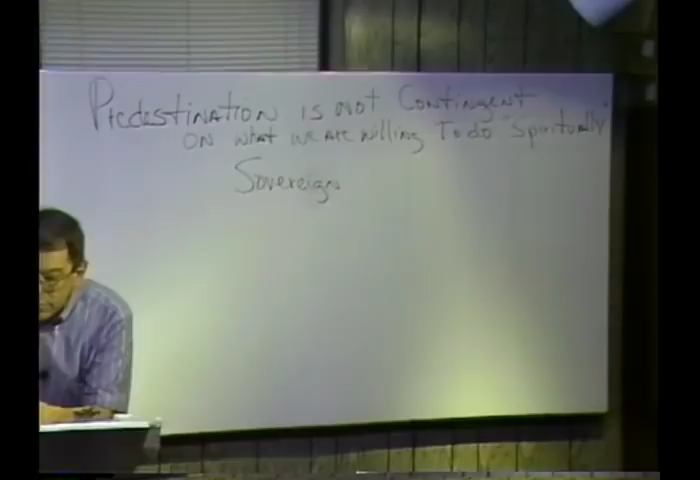 Predestination is not Contingent
on what we are willing To do "Spiritually"
Sovereign